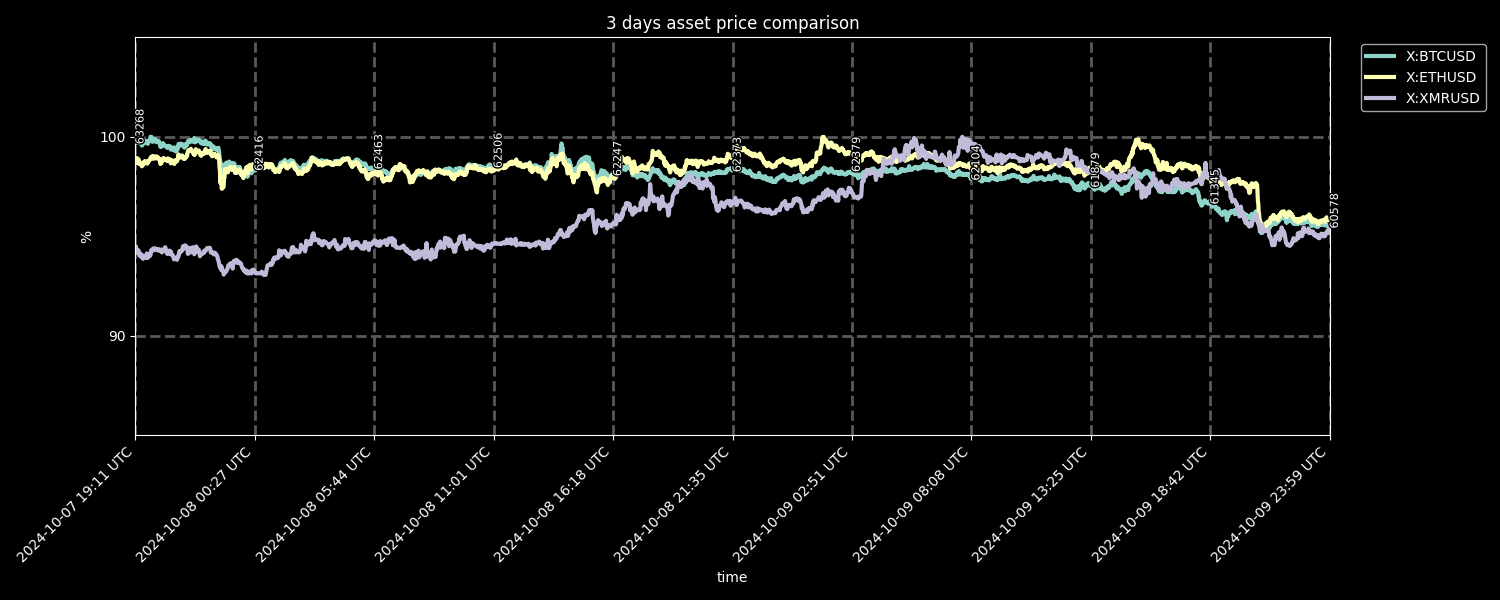 3 days asset price comparison
X:BTCUSD
X:ETHUSD
X:XMRUSD
%
100
90
63268
62416
62463
62506
62247
62373
62379
62104
61879
61345
60578
2024-10-07 19:11 UTC
2024-10-08 00:27 UTC
2024-10-08 05:44 UTC
2024-10-08 11:01 UTC
2024-10-08 16:18 UTC
2024-10-08 21:35 UTC
2024-10-09 02:51 UTC
2024-10-09 08:08 UTC
2024-10-09 13:25 UTC
2024-10-09 18:42 UTC
2024-10-09 23:59 UTC
time